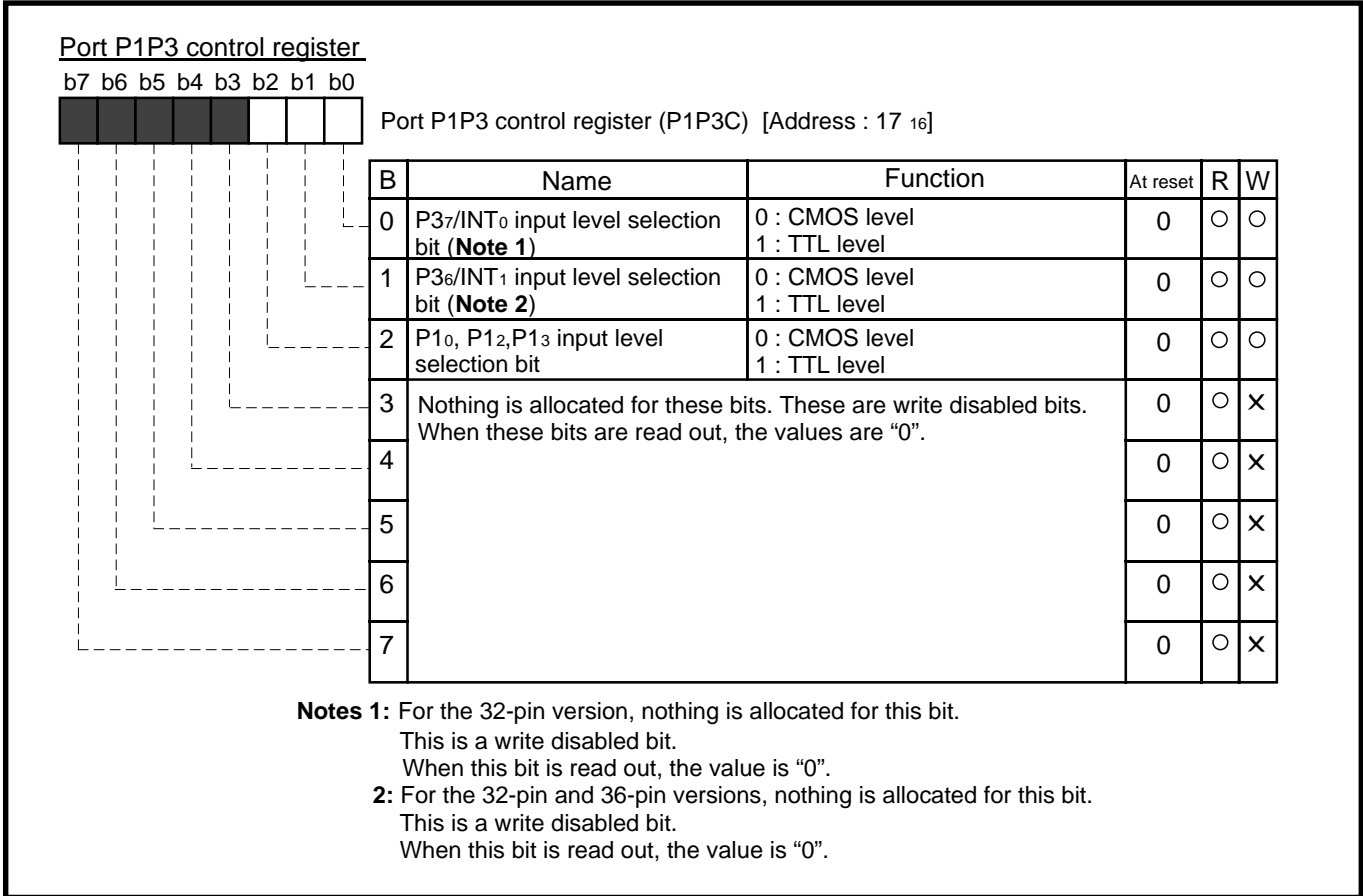 Port P1P3 control register
b7 b6 b5 b4 b3 b2 b1 b0
Port P1P3 control register (P1P3C) [Address : 17 16]
B Name Function At reset R W
0 P37/INT0 input level selection bit (Note 1) 0 : CMOS level 0 ○ ○
1 : TTL level
1 P36/INT1 input level selection bit (Note 2) 0 : CMOS level 0 ○ ○
1 : TTL level
2 P10, P12,P13 input level selection bit 0 : CMOS level 0 ○ ○
1 : TTL level
3 Nothing is allocated for these bits. These are write disabled bits. 0 ○ ×
When these bits are read out, the values are “0”.
4 0 ○ ×
5 0 ○ ×
6 0 ○ ×
7 0 ○ ×
Notes 1: For the 32-pin version, nothing is allocated for this bit.
This is a write disabled bit.
When this bit is read out, the value is “0”.
2: For the 32-pin and 36-pin versions, nothing is allocated for this bit.
This is a write disabled bit.
When this bit is read out, the value is “0”.